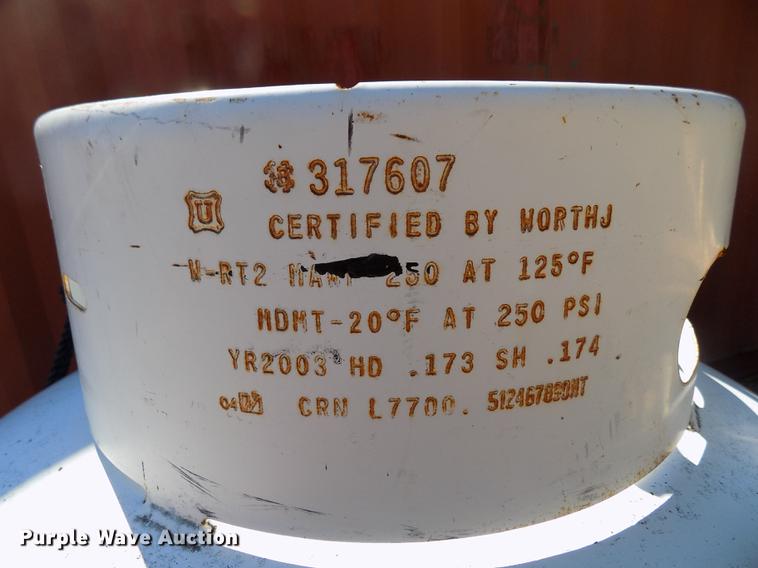 317607
U
CERTIFIED BY WORTHJ
W-RT2 250 AT 125°F
MDMT-20°F AT 250 PSI
YR2003 HD .173 SH .174
CRN L7700.
Purple Wave Auction